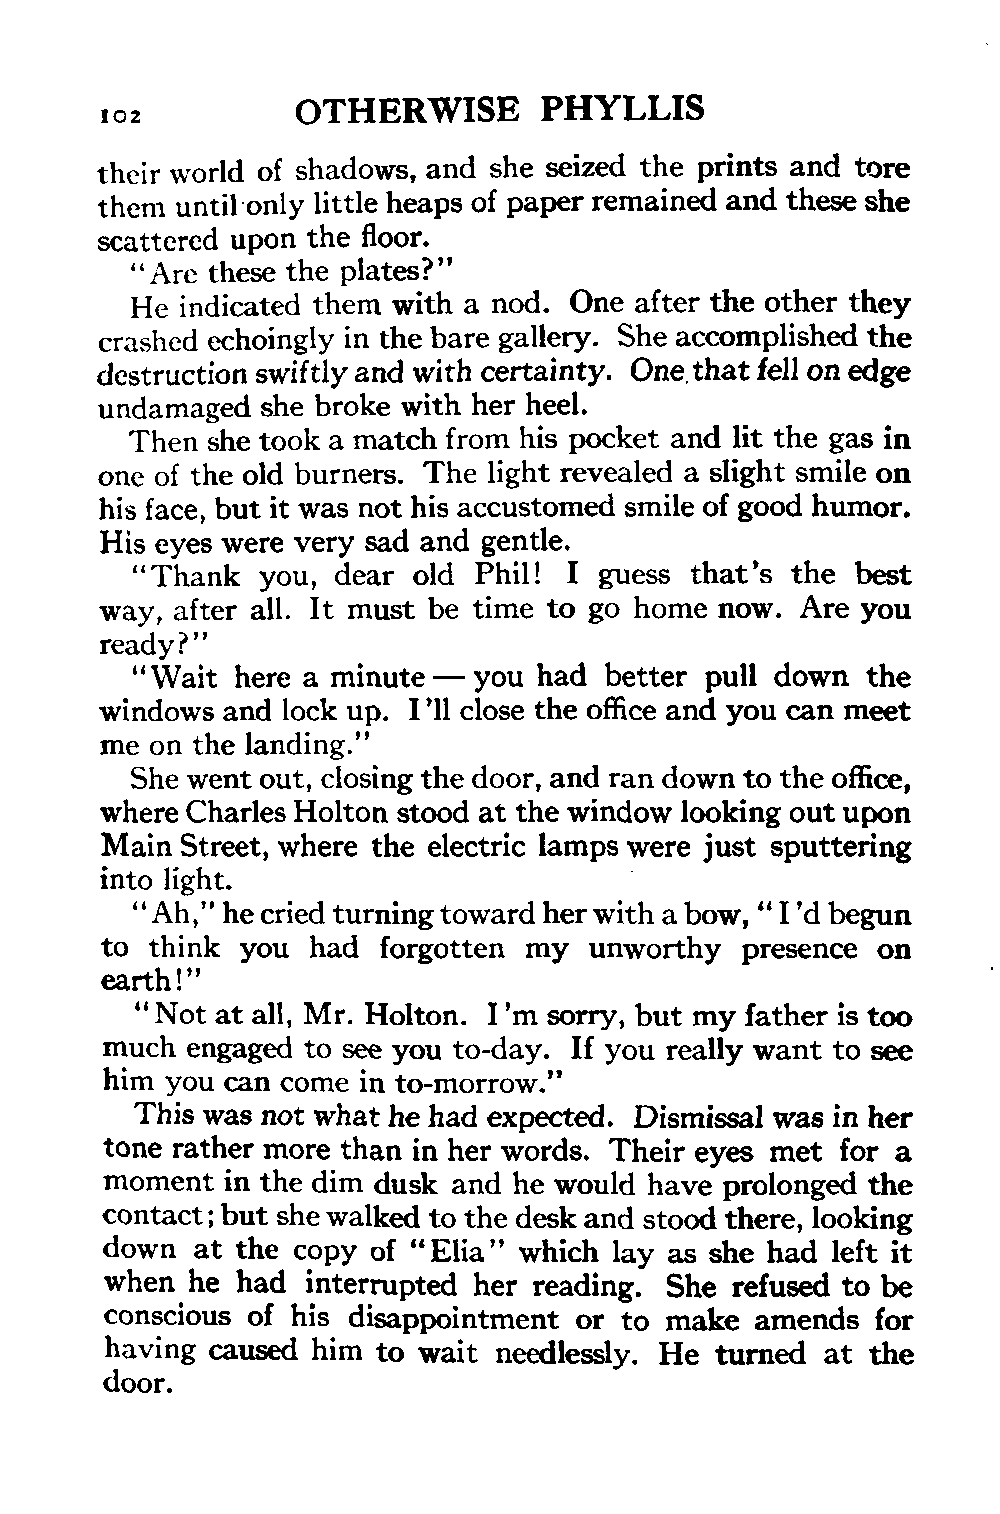 102 OTHERWISE PHYLLIS
their world of shadows, and she seized the prints and tore
them until only little heaps of paper remained and these she
scattered upon the floor.
"Are these the plates?"
He indicated them with a nod. One after the other they
crashed echoingly in the bare gallery. She accomplished the
destruction swiftly and with certainty. One that fell on edge
undamaged she broke with her heel.
Then she took a match from his pocket and lit the gas in
one of the old burners. The light revealed a slight smile on
his face, but it was not his accustomed smile of good humor.
His eyes were very sad and gentle.
"Thank you, dear old Phil! I guess that's the best
way, after all. It must be time to go home now. Are you
ready?"
"Wait here a minute — you had better pull down the
windows and lock up. I'll close the office and you can meet
me on the landing."
She went out, closing the door, and ran down to the office,
where Charles Holton stood at the window looking out upon
Main Street, where the electric lamps were just sputtering
into light.
"Ah," he cried turning toward her with a bow, "I'd begun
to think you had forgotten my unworthy presence on
earth!"
"Not at all, Mr. Holton. I'm sorry, but my father is too
much engaged to see you to-day. If you really want to see
him you can come in to-morrow."
This was not what he had expected. Dismissal was in her
tone rather more than in her words. Their eyes met for a
moment in the dim dusk and he would have prolonged the
contact; but she walked to the desk and stood there, looking
down at the copy of "Elia" which lay as she had left it
when he had interrupted her reading. She refused to be
conscious of his disappointment or to make amends for
having caused him to wait needlessly. He turned at the
door.